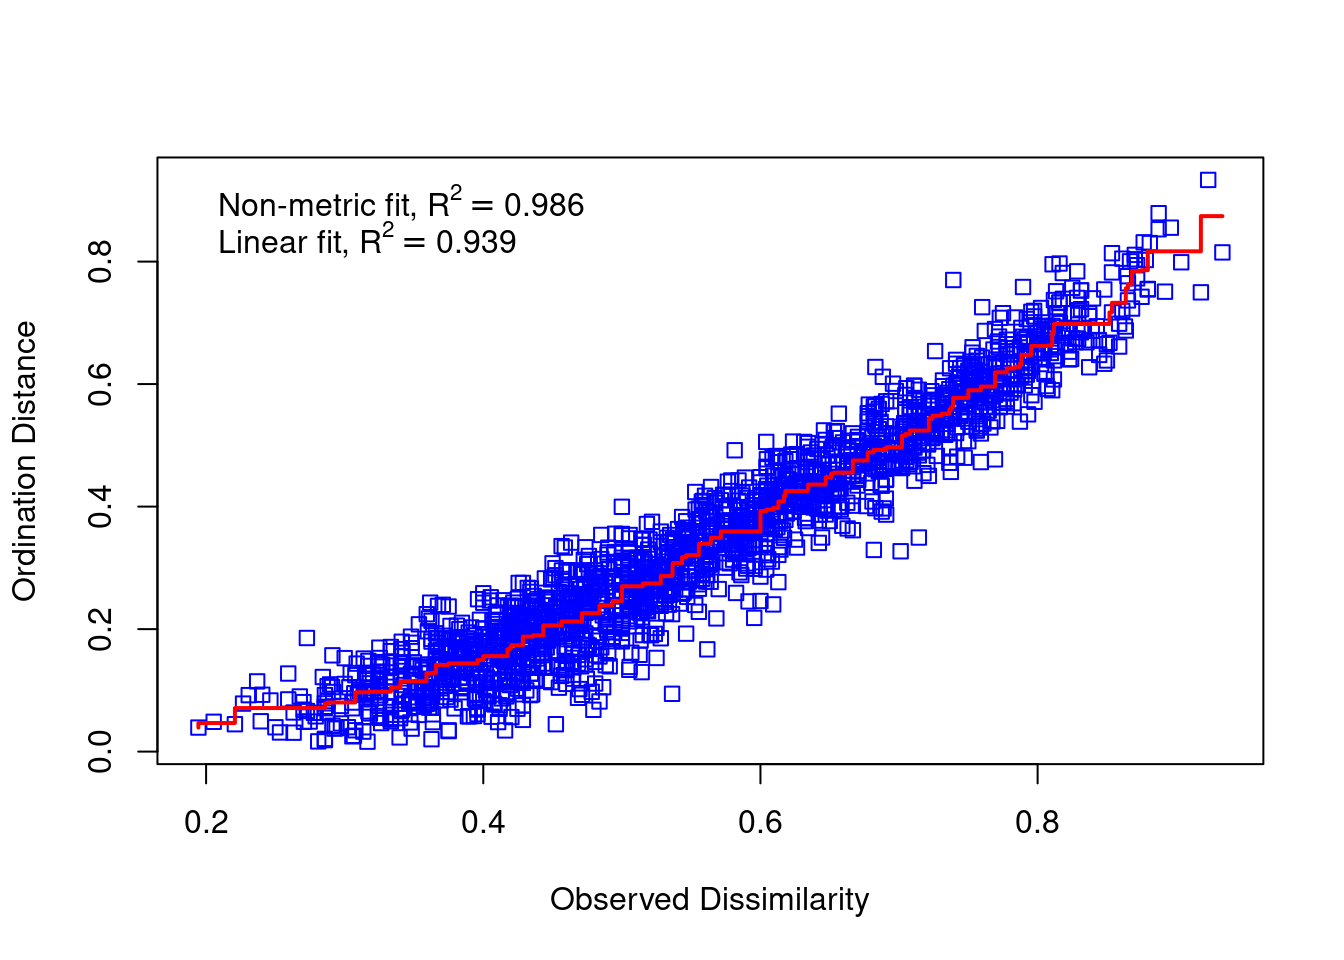 Non-metric fit, R² = 0.986
Linear fit, R² = 0.939
Ordination Distance
0.0
0.2
0.4
0.6
0.8
0.2
0.4
0.6
0.8
Observed Dissimilarity